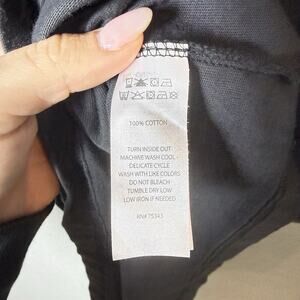 100% COTTON
TURN INSIDE OUT
MACHINE WASH COOL -
DELICATE CYCLE
WASH WITH LIKE COLORS
DO NOT BLEACH
TUMBLE DRY LOW
LOW IRON IF NEEDED
RN# 75343